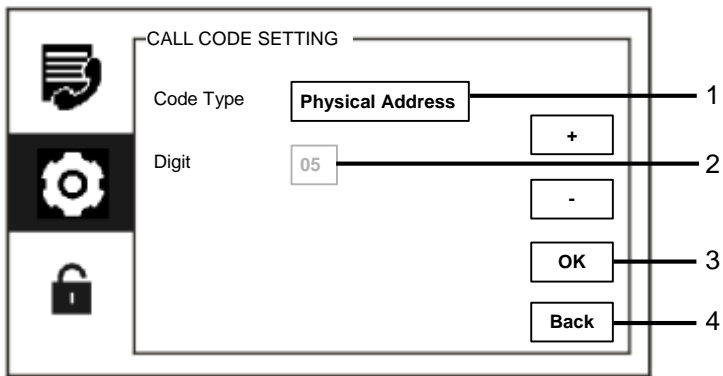 CALL CODE SETTING
Code Type Physical Address 1
+
Digit 05 2
-
OK 3
Back 4